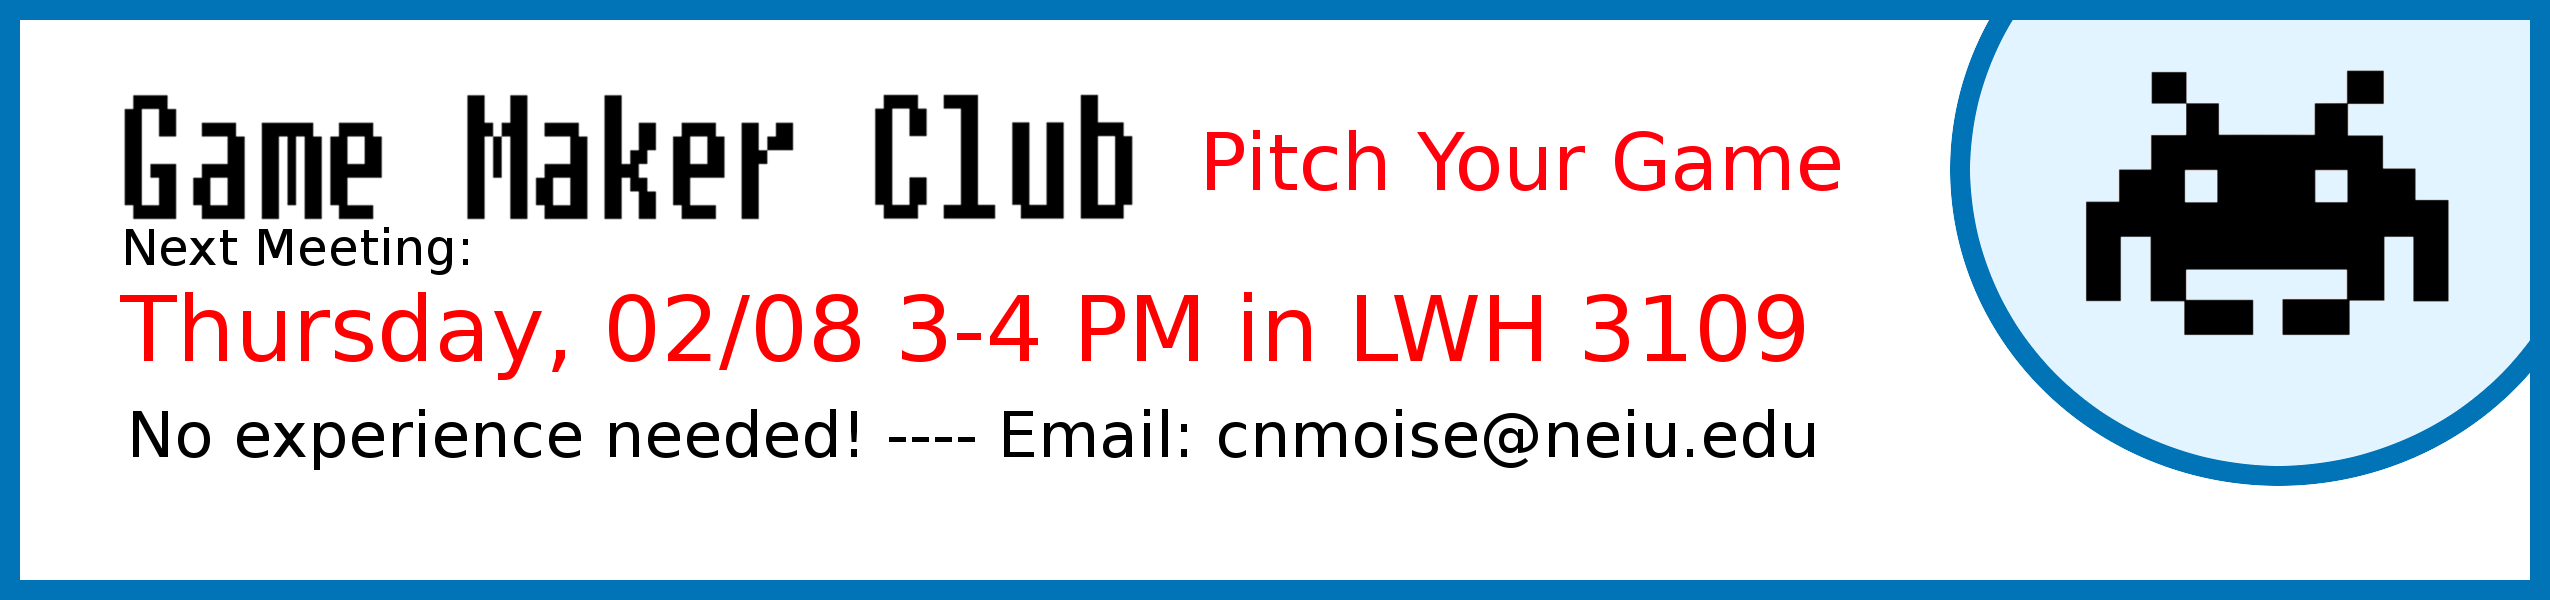 Game Maker Club Pitch Your Game
Next Meeting:
Thursday, 02/08 3-4 PM in LWH 3109
No experience needed! ---- Email: cnmoise@neiu.edu